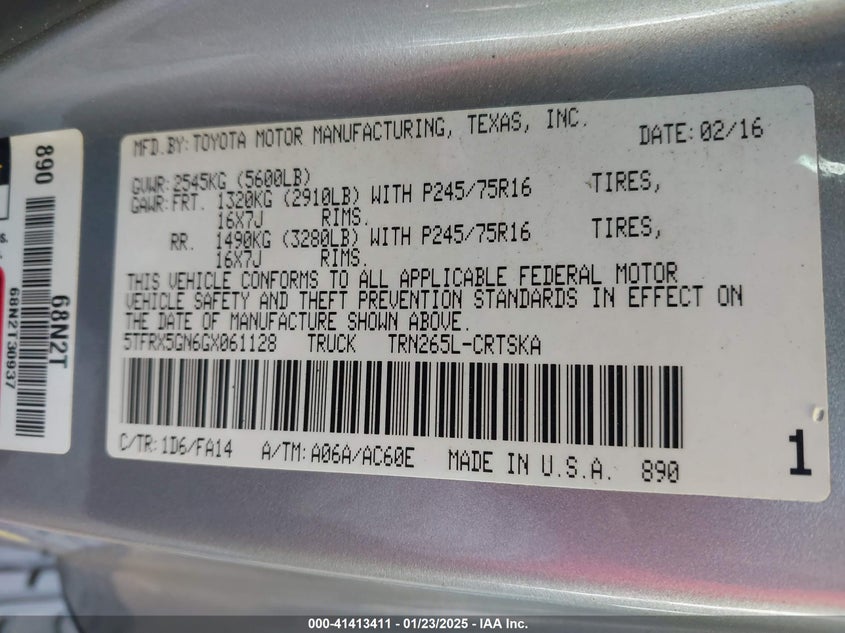 MFD.BY: TOYOTA MOTOR MANUFACTURING, TEXAS, INC. DATE: 02/16
GVWR: 2545KG (5600LB)
GAWR: FRT. 1320KG (2910LB) WITH P245/75R16 TIRES,
16X7J RIMS.
RR. 1490KG (3280LB) WITH P245/75R16 TIRES,
16X7J RIMS.
THIS VEHICLE CONFORMS TO ALL APPLICABLE FEDERAL MOTOR
VEHICLE SAFETY AND THEFT PREVENTION STANDARDS IN EFFECT ON
THE DATE OF MANUFACTURE SHOWN ABOVE.
5TFRX5GN6GX061128 TRUCK TRN265L-CRTSKA
C/TR: 1D6/FA14 A/TM: A06A/AC60E MADE IN U.S.A. 890
1
890
68N2T
68N2T30937
000-41413411 - 01/23/2025 - IAA Inc.